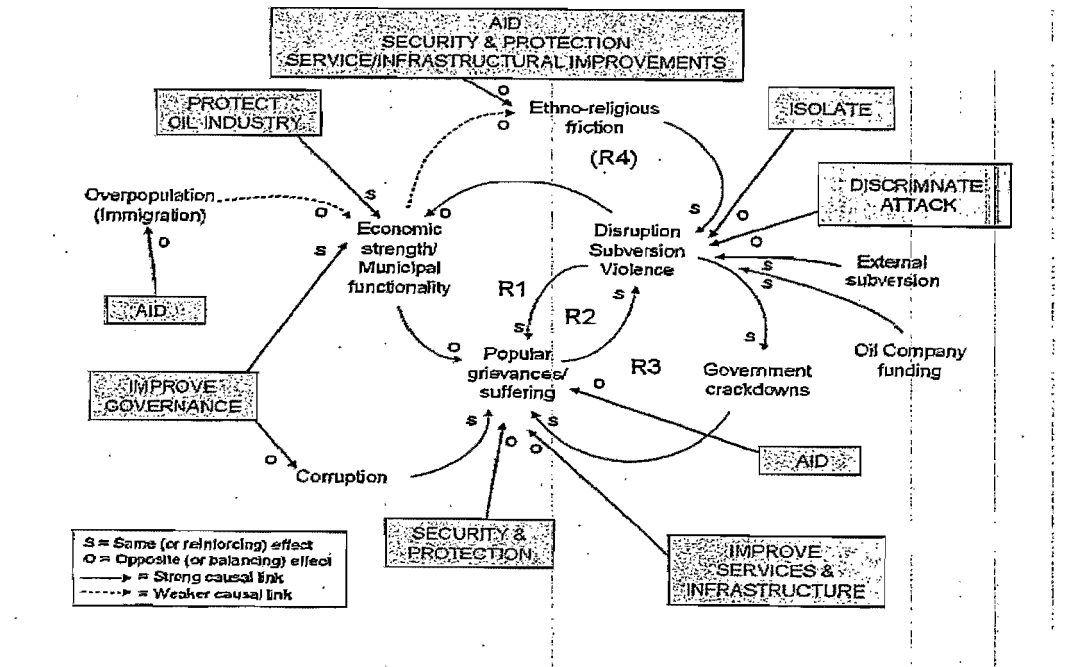 AID
SECURITY & PROTECTION
SERVICE/INFRASTRUCTURAL IMPROVEMENTS
PROTECT
OIL INDUSTRY
O
O
Ethno-religious
friction
ISOLATE
(R4)
DISCRIMNATE
ATTACK
Overpopulation
(Immigration)
O
S
O
O
S
O
O
S
Economic
strength/
Municipal
functionality
Disruption
Subversion
Violence
External
subversion
S
S
AID
R1
S
R2
S
S
O
Popular
grievances/
suffering
R3
Oil Company
funding
Government
crackdowns
IMPROVE
GOVERNANCE
O
S
S
O
O
O
Corruption
AID
SECURITY &
PROTECTION
IMPROVE
SERVICES &
INFRASTRUCTURE
S = Same (or reinforcing) effect
O = Opposite (or balancing) effect
= Strong causal link
= Weaker causal link